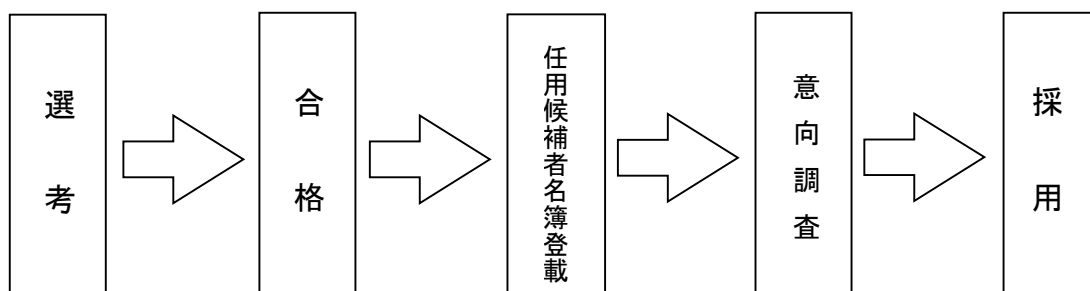 選考
合格
任用候補者名簿登載
意向調査
採用